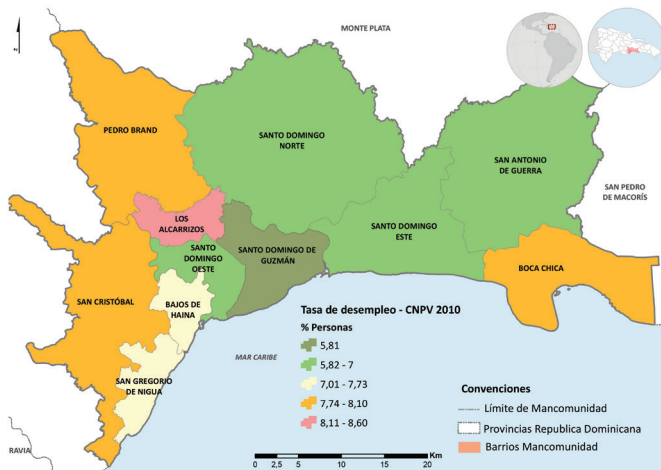 MONTE PLATA
PEDRO BRAND
SANTO DOMINGO
NORTE
SAN ANTONIO
DE GUERRA
SAN PEDRO
DE MACORÍS
LOS
ALCARRIZOS
SANTO
DOMINGO
OESTE
SANTO DOMINGO DE
GUZMÁN
SANTO DOMINGO
ESTE
BOCA CHICA
SAN CRISTÓBAL
BAJOS DE
HAINA
SAN GREGORIO
DE NIGUA
MAR CARIBE
RAVIA
Tasa de desempleo - CNPV 2010
% Personas
5,81
5,82 - 7
7,01 - 7,73
7,74 - 8,10
8,11 - 8,60
Convenciones
Límite de Mancomunidad
Provincias Republica Dominicana
Barrios Mancomunidad
Km
0 2,5 5 10 15 20